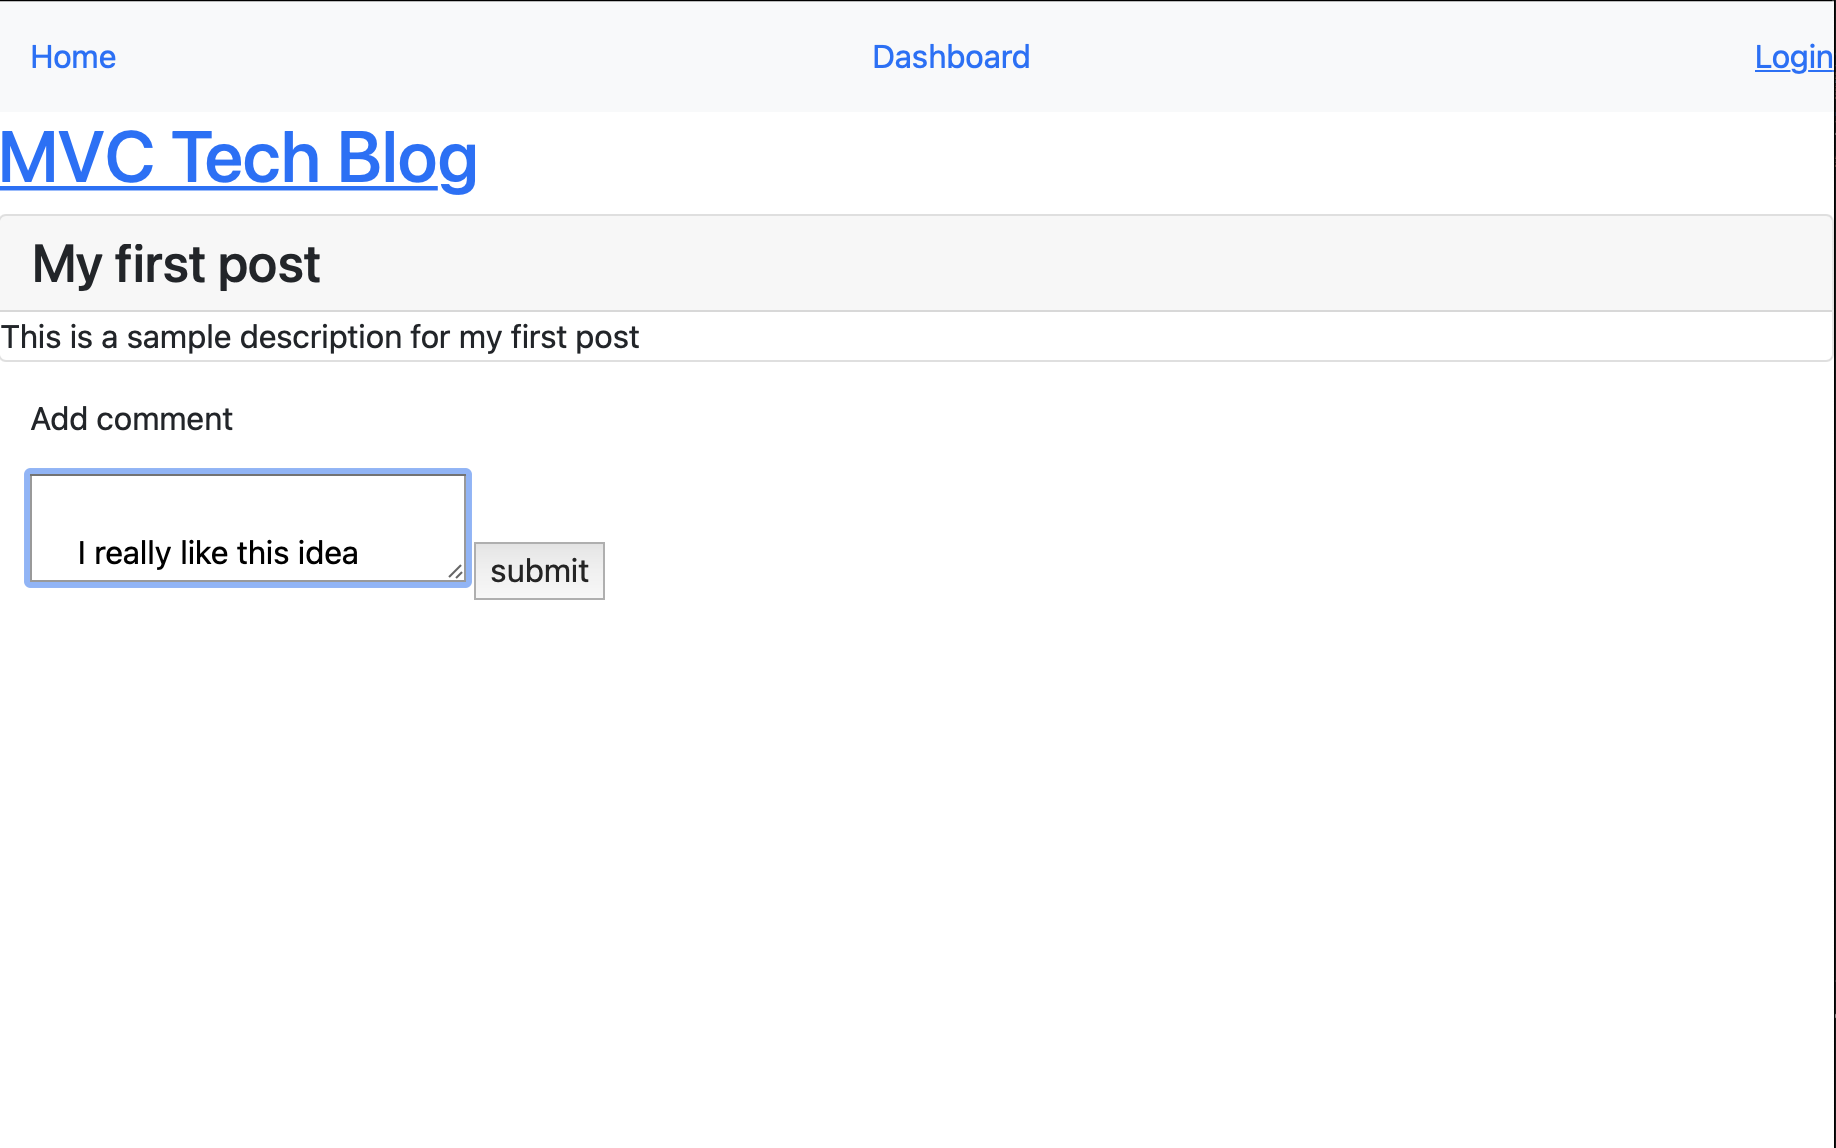 Home Dashboard Login
MVC Tech Blog
My first post
This is a sample description for my first post
Add comment
I really like this idea
submit